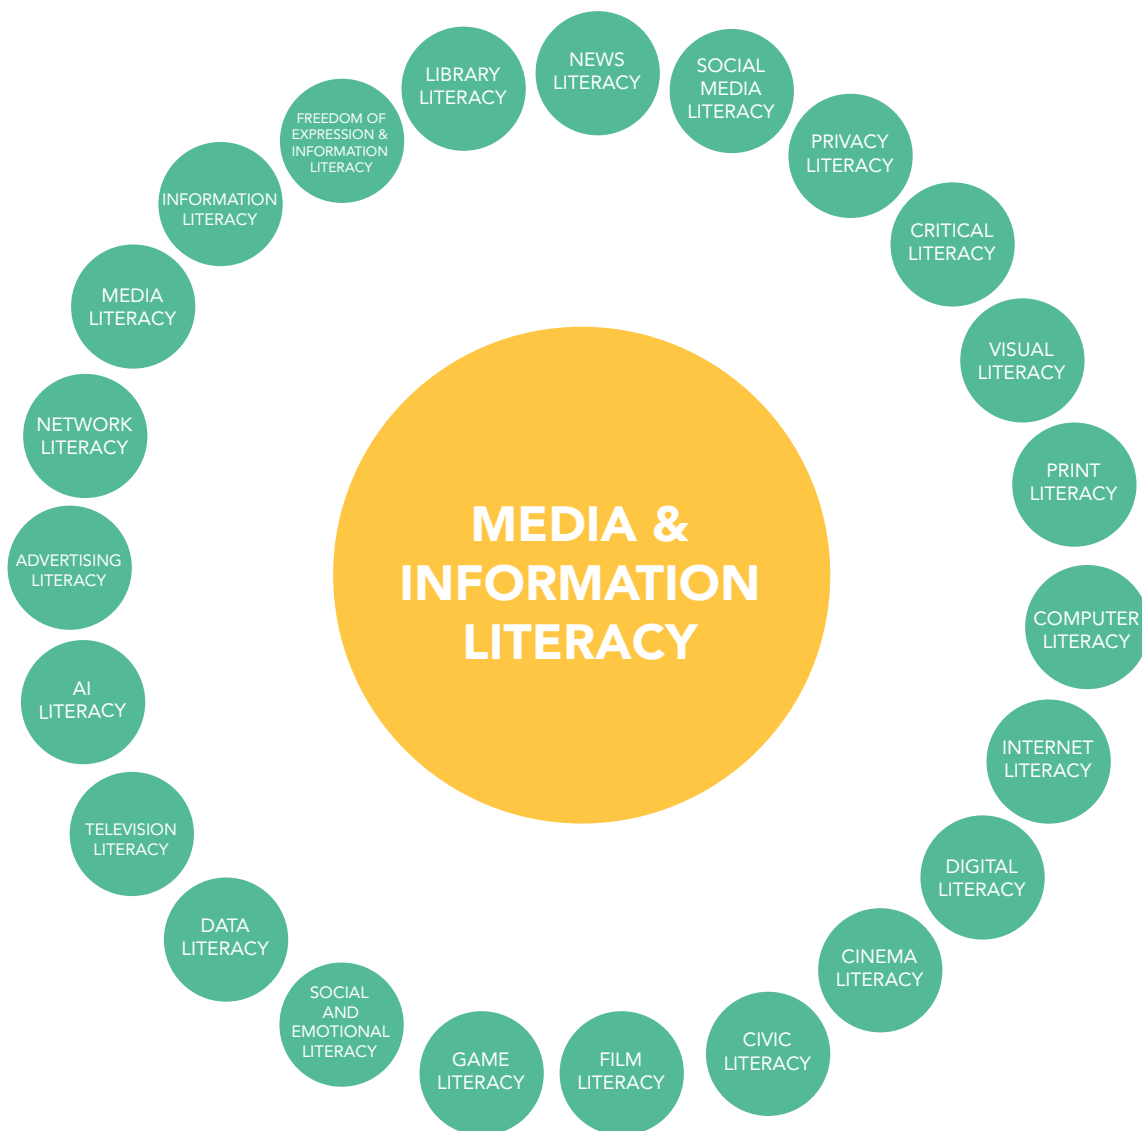 NEWS
LITERACY
SOCIAL
MEDIA
LITERACY
PRIVACY
LITERACY
CRITICAL
LITERACY
VISUAL
LITERACY
PRINT
LITERACY
COMPUTER
LITERACY
INTERNET
LITERACY
DIGITAL
LITERACY
CINEMA
LITERACY
CIVIC
LITERACY
FILM
LITERACY
GAME
LITERACY
SOCIAL
AND
EMOTIONAL
LITERACY
DATA
LITERACY
TELEVISION
LITERACY
AI
LITERACY
ADVERTISING
LITERACY
NETWORK
LITERACY
MEDIA
LITERACY
INFORMATION
LITERACY
FREEDOM OF
EXPRESSION &
INFORMATION
LITERACY
LIBRARY
LITERACY
MEDIA &
INFORMATION
LITERACY